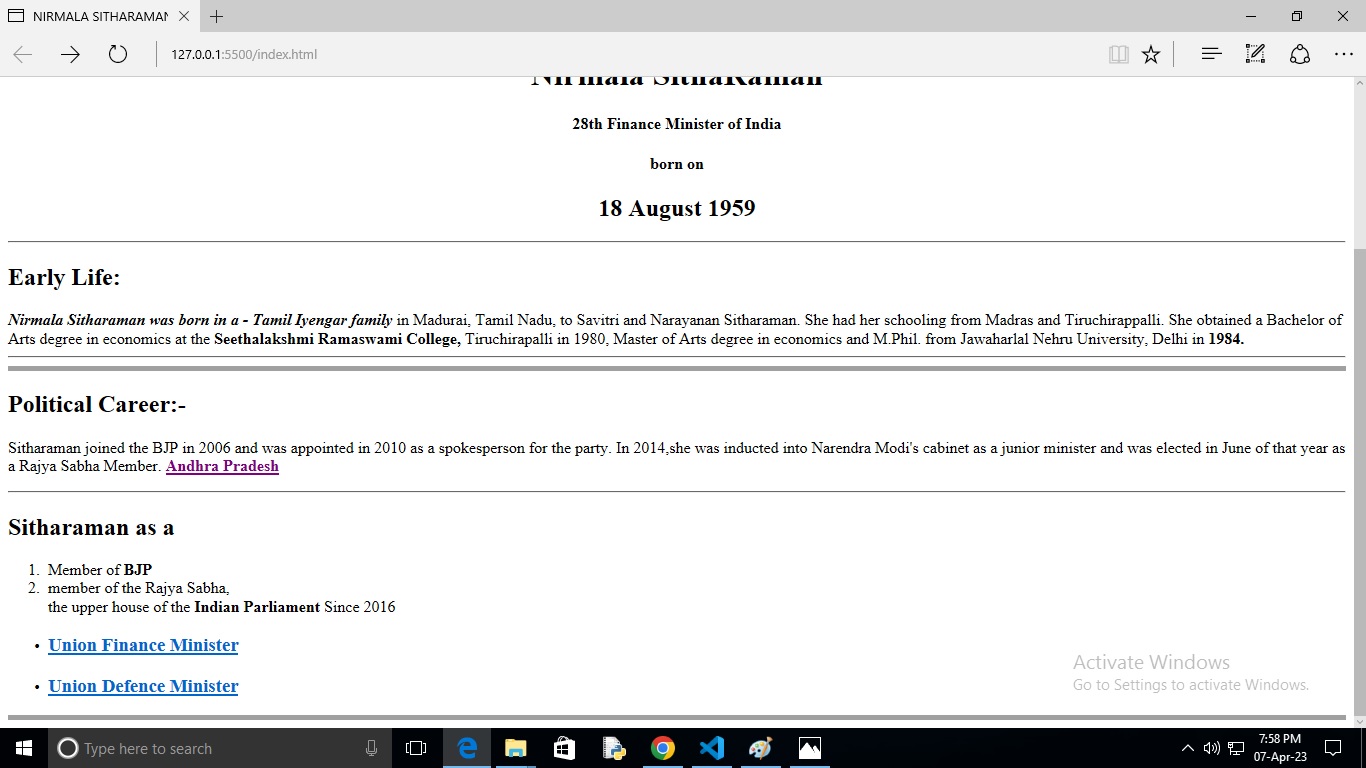 NIRMALA SITHARAMAN
127.0.0.1:5500/index.html
Nirmala SithaRaman
28th Finance Minister of India
born on
18 August 1959
Early Life:
Nirmala Sitharaman was born in a - Tamil Iyengar family in Madurai, Tamil Nadu, to Savitri and Narayanan Sitharaman. She had her schooling from Madras and Tiruchirappalli. She obtained a Bachelor of
Arts degree in economics at the Seethalakshmi Ramaswami College, Tiruchirapalli in 1980, Master of Arts degree in economics and M.Phil. from Jawaharlal Nehru University, Delhi in 1984.
Political Career:-
Sitharaman joined the BJP in 2006 and was appointed in 2010 as a spokesperson for the party. In 2014,she was inducted into Narendra Modi's cabinet as a junior minister and was elected in June of that year as
a Rajya Sabha Member. Andhra Pradesh
Sitharaman as a
1. Member of BJP
2. member of the Rajya Sabha,
the upper house of the Indian Parliament Since 2016
• Union Finance Minister
• Union Defence Minister
Activate Windows
Go to Settings to activate Windows.
Type here to search
7:58 PM
07-Apr-23